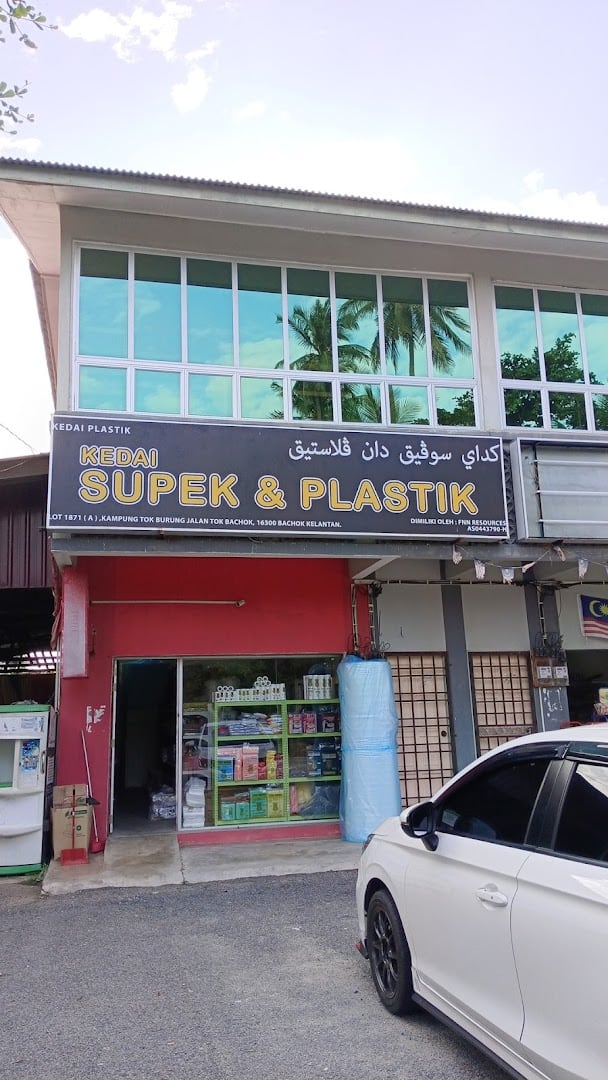 KEDAI PLASTIK
كداي سوڤيق دان ڤلاستيق
KEDAI
SUPEK & PLASTIK
LOT 1871 ( A ) ,KAMPUNG TOK BURUNG JALAN TOK BACHOK, 16300 BACHOK KELANTAN.
DIMILIKI OLEH : FNN RESOURCES
AS0443790-H